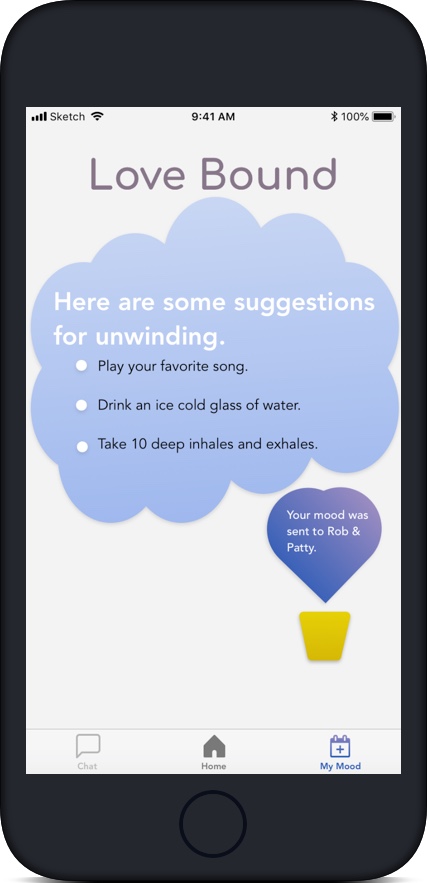 Sketch 9:41 AM 100%
Love Bound
Here are some suggestions
for unwinding.
Play your favorite song.
Drink an ice cold glass of water.
Take 10 deep inhales and exhales.
Your mood was
sent to Rob &
Patty.
Chat Home My Mood